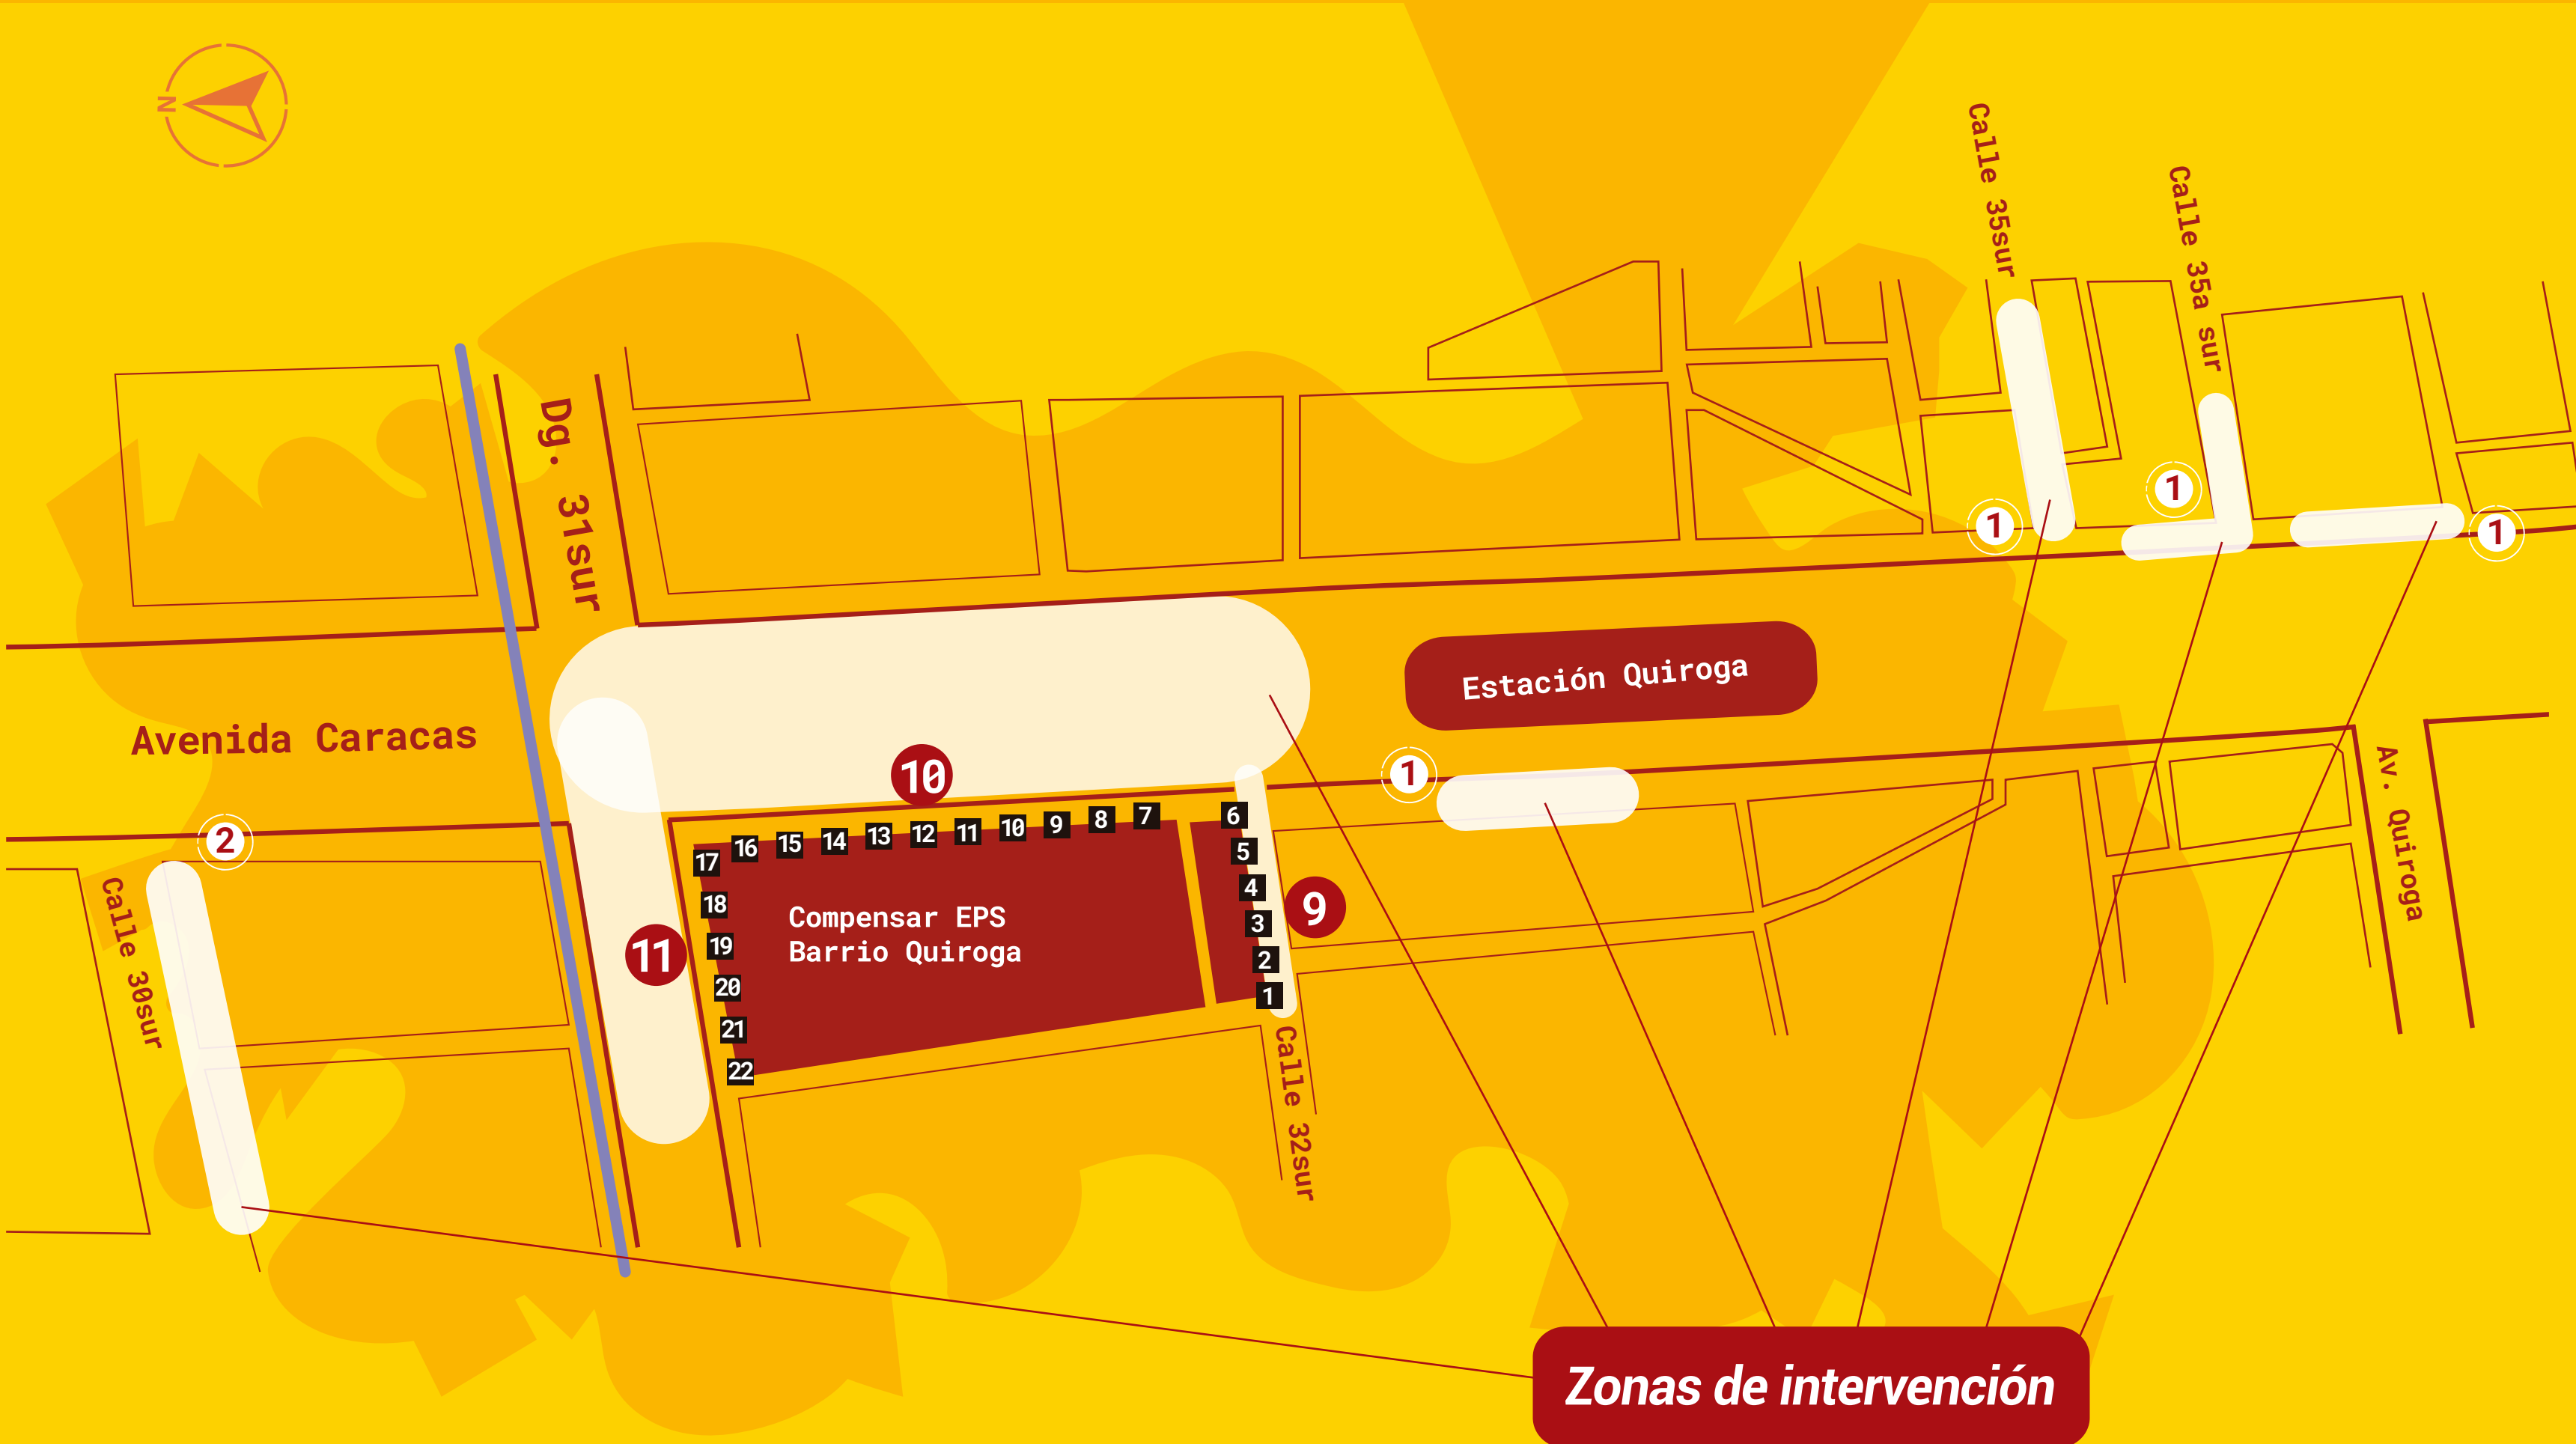 N
Calle 35sur
Calle 35a sur
Dg. 31sur
1
1
1
Estación Quiroga
Avenida Caracas
10
1
2
Av. Quiroga
Calle 30sur
17
16
15
14
13
12
11
10
9
8
7
6
5
4
3
2
1
18
19
20
21
22
9
11
Compensar EPS
Barrio Quiroga
Calle 32sur
Zonas de intervención